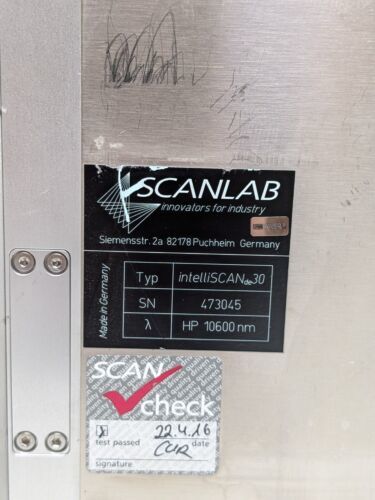 SCANLAB
innovators for industry
Siemensstr. 2a 82178 Puchheim Germany
Made in Germany
Typ intelliSCANde30
SN 473045
λ HP 10600 nm
SCAN
check
22.4.16
test passed date
signature